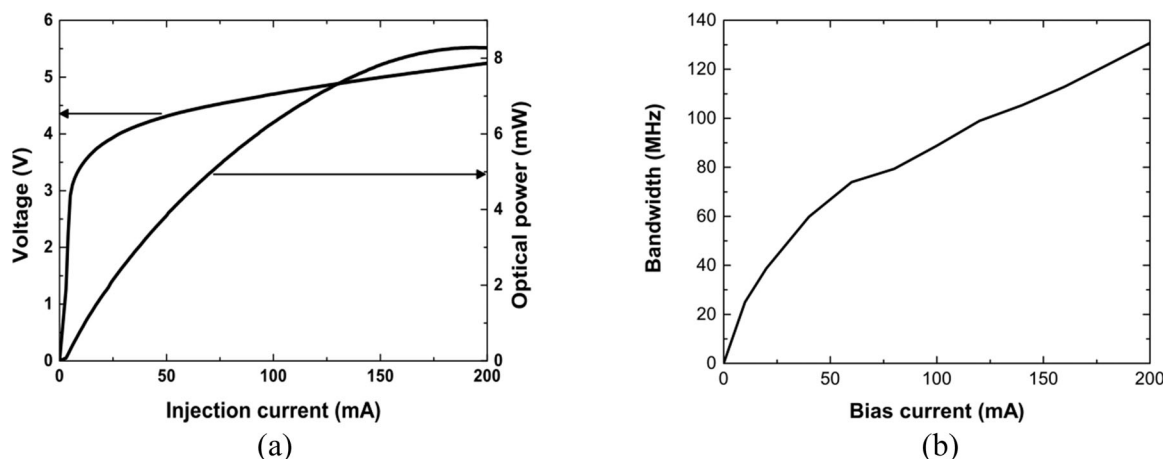 6
5
4
3
2
1
0
Voltage (V)
8
6
4
2
0
Optical power (mW)
0 50 100 150 200
Injection current (mA)
(a)
140
120
100
80
60
40
20
0
Bandwidth (MHz)
0 50 100 150 200
Bias current (mA)
(b)